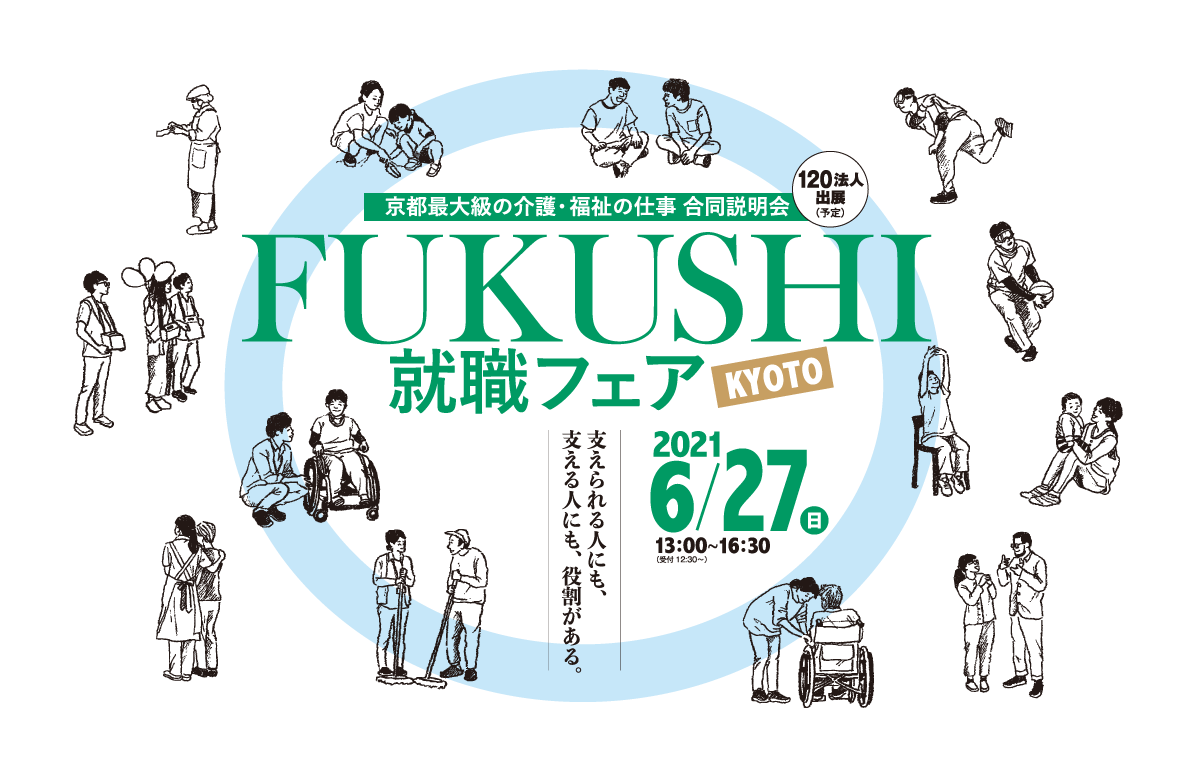 京都最大級の介護・福祉の仕事 合同説明会
120法人
出展
（予定）
FUKUSHI
就職フェア
KYOTO
支えられる人にも、
支える人にも、役割がある。
2021
6/27日
13:00~16:30
（受付 12:30~）